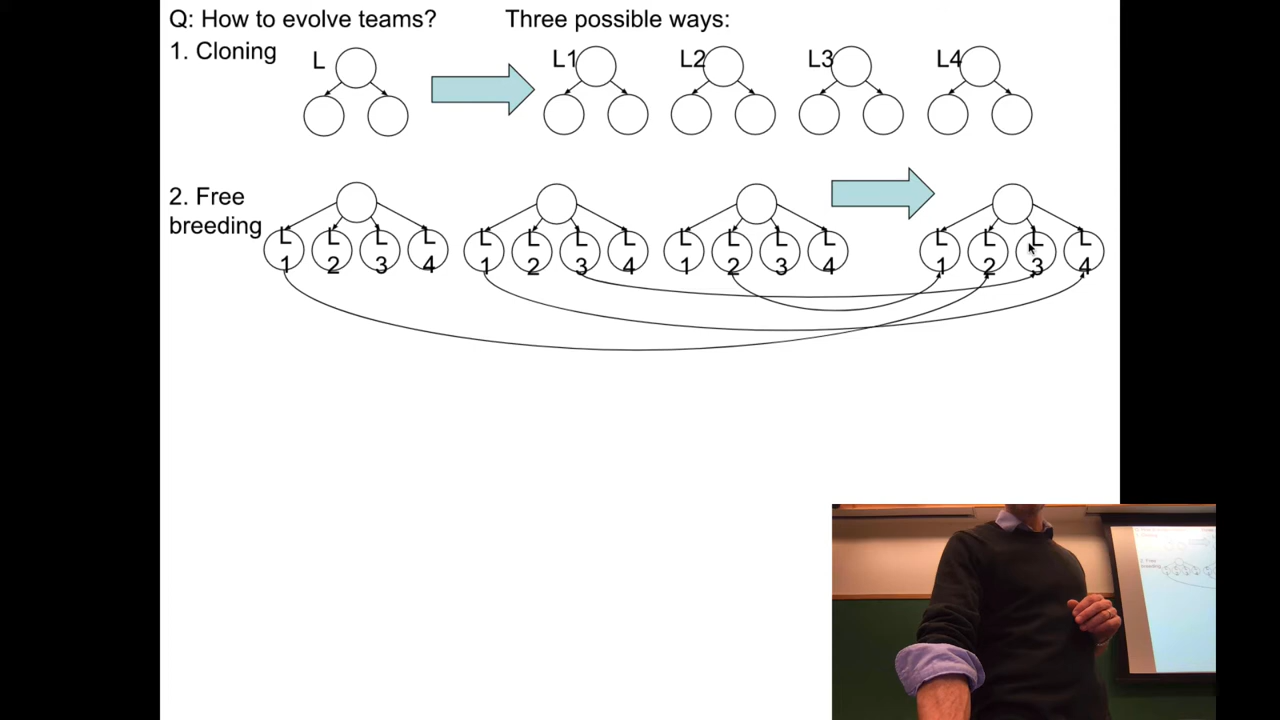 Q: How to evolve teams? Three possible ways:
1. Cloning
L L1 L2 L3 L4
2. Free
breeding
L L L L L L L L L L L L L L L L
1 2 3 4 1 2 3 4 1 2 3 4 1 2 3 4